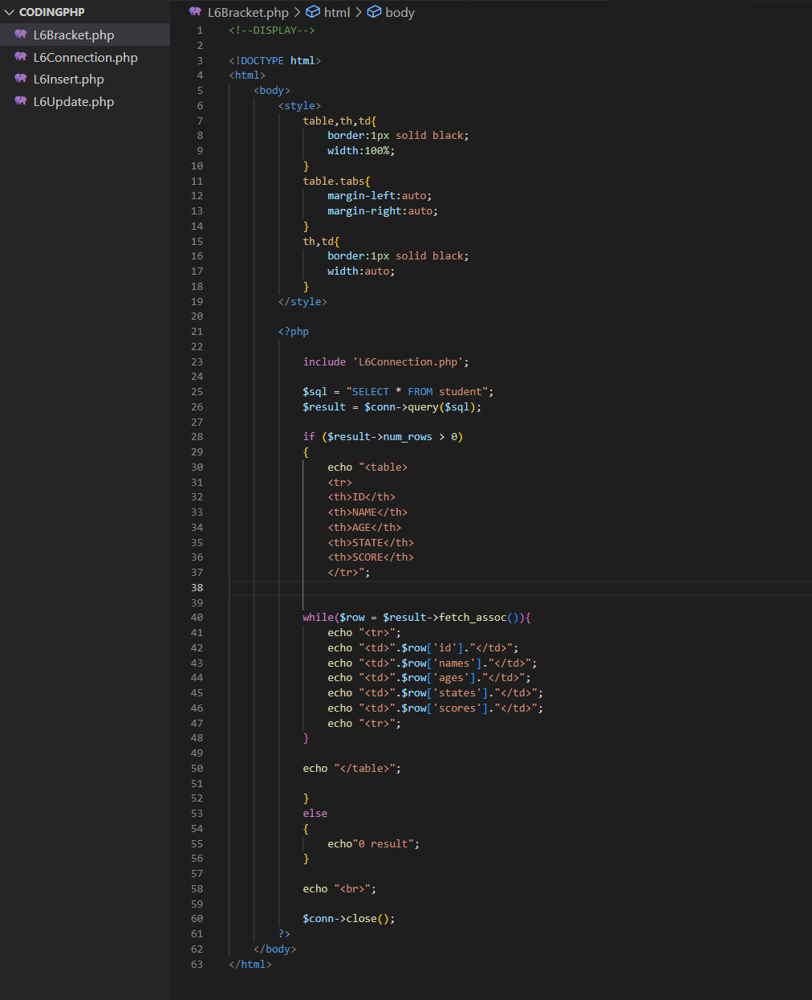 CODINGPHP
L6Bracket.php
L6Connection.php
L6Insert.php
L6Update.php
L6Bracket.php > html > body
1 <!--DISPLAY-->
2
3 <!DOCTYPE html>
4 <html>
5 <body>
6 <style>
7 table,th,td{
8 border:1px solid black;
9 width:100%;
10 }
11 table.tabs{
12 margin-left:auto;
13 margin-right:auto;
14 }
15 th,td{
16 border:1px solid black;
17 width:auto;
18 }
19 </style>
20
21 <?php
22
23 include 'L6Connection.php';
24
25 $sql = "SELECT * FROM student";
26 $result = $conn->query($sql);
27
28 if ($result->num_rows > 0)
29 {
30 echo "<table>
31 <tr>
32 <th>ID</th>
33 <th>NAME</th>
34 <th>AGE</th>
35 <th>STATE</th>
36 <th>SCORE</th>
37 </tr>";
38
39
40 while($row = $result->fetch_assoc()){
41 echo "<tr>";
42 echo "<td>".$row['id']."</td>";
43 echo "<td>".$row['names']."</td>";
44 echo "<td>".$row['ages']."</td>";
45 echo "<td>".$row['states']."</td>";
46 echo "<td>".$row['scores']."</td>";
47 echo "<tr>";
48 }
49
50 echo "</table>";
51
52 }
53 else
54 {
55 echo"0 result";
56 }
57
58 echo "<br>";
59
60 $conn->close();
61 ?>
62 </body>
63 </html>